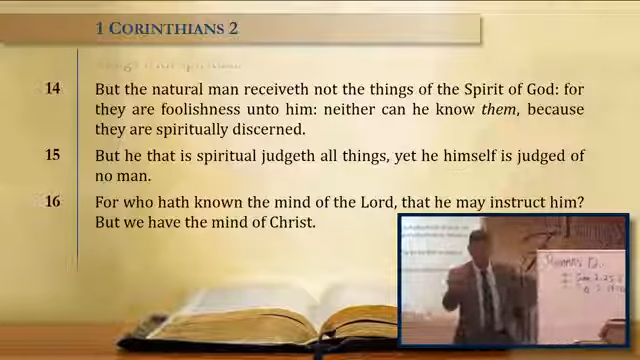 1 CORINTHIANS 2
14 But the natural man receiveth not the things of the Spirit of God: for
they are foolishness unto him: neither can he know them, because
they are spiritually discerned.
15 But he that is spiritual judgeth all things, yet he himself is judged of
no man.
16 For who hath known the mind of the Lord, that he may instruct him?
But we have the mind of Christ.